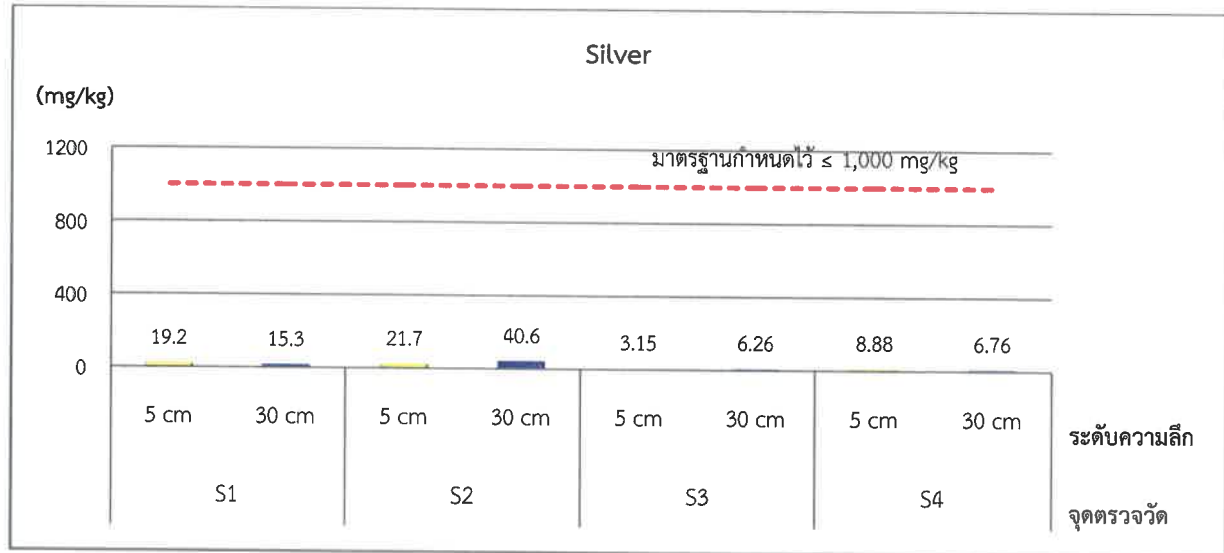 Silver
(mg/kg)
1200
มาตรฐานกำหนดไว้ ≤ 1,000 mg/kg
800
400
19.2 15.3 21.7 40.6 3.15 6.26 8.88 6.76
0
5 cm 30 cm 5 cm 30 cm 5 cm 30 cm 5 cm 30 cm
ระดับความลึก
S1 S2 S3 S4
จุดตรวจวัด